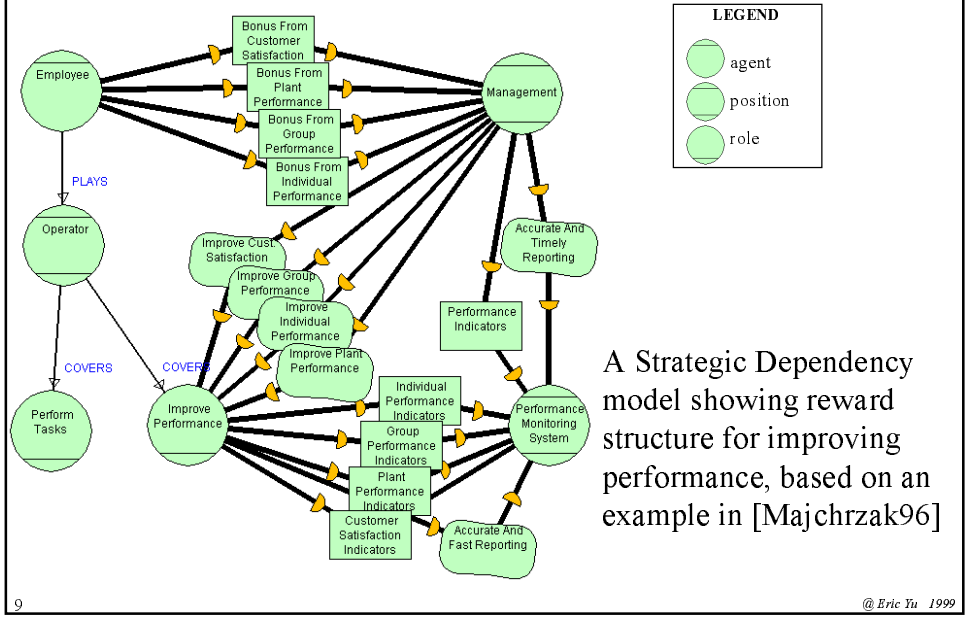 Bonus From
Customer
Satisfaction
Bonus From
Plant
Performance
Bonus From
Group
Performance
Bonus From
Individual
Performance
Employee
Management
LEGEND
agent
position
role
PLAYS
Operator
Improve Cust.
Satisfaction
Improve Group
Performance
Improve
Individual
Performance
Improve Plant
Performance
Accurate And
Timely
Reporting
Performance
Indicators
COVERS
COVERS
Perform
Tasks
Improve
Performance
Individual
Performance
Indicators
Group
Performance
Indicators
Plant
Performance
Indicators
Customer
Satisfaction
Indicators
Performance
Monitoring
System
Accurate And
Fast Reporting
A Strategic Dependency
model showing reward
structure for improving
performance, based on an
example in [Majchrzak96]
9
@ Eric Yu 1999